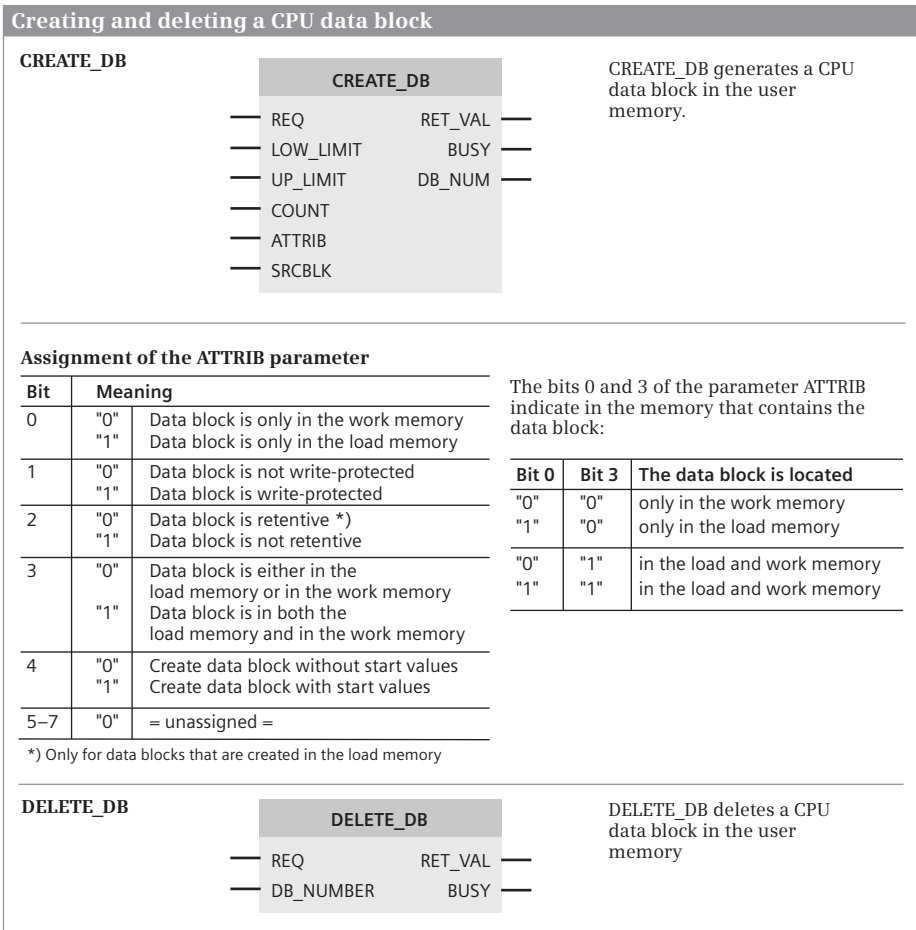 Creating and deleting a CPU data block
CREATE_DB
CREATE_DB
REQ RET_VAL
LOW_LIMIT BUSY
UP_LIMIT DB_NUM
COUNT
ATTRIB
SRCBLK
CREATE_DB generates a CPU
data block in the user
memory.
Assignment of the ATTRIB parameter
Bit Meaning
0 "0" Data block is only in the work memory
"1" Data block is only in the load memory
1 "0" Data block is not write-protected
"1" Data block is write-protected
2 "0" Data block is retentive *)
"1" Data block is not retentive
3 "0" Data block is either in the
load memory or in the work memory
"1" Data block is in both the
load memory and in the work memory
4 "0" Create data block without start values
"1" Create data block with start values
5–7 "0" = unassigned =
*) Only for data blocks that are created in the load memory
The bits 0 and 3 of the parameter ATTRIB
indicate in the memory that contains the
data block:
Bit 0 Bit 3 The data block is located
"0" "0" only in the work memory
"1" "0" only in the load memory
"0" "1" in the load and work memory
"1" "1" in the load and work memory
DELETE_DB
DELETE_DB
REQ RET_VAL
DB_NUMBER BUSY
DELETE_DB deletes a CPU
data block in the user
memory